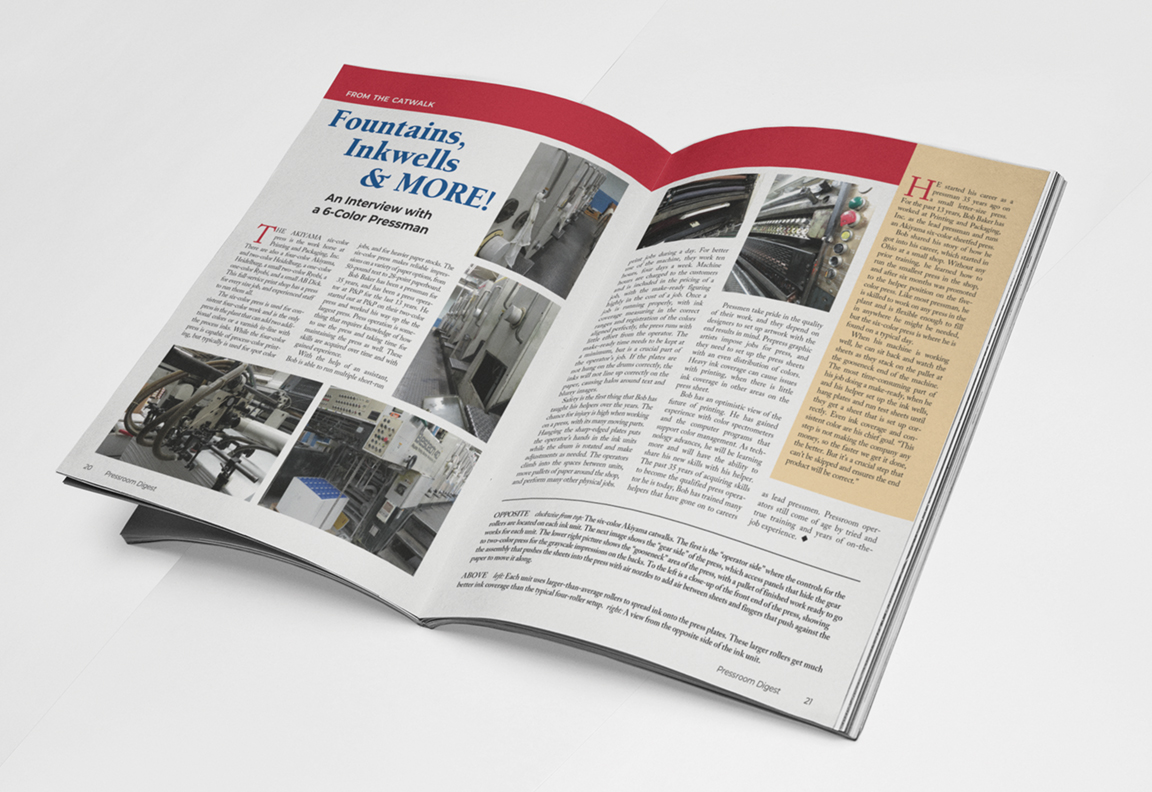 FROM THE CATWALK
Fountains,
Inkwells
& MORE!
An Interview with
a 6-Color Pressman
THE AKIYAMA six-color
press is the work horse at
Printing and Packaging, Inc.
There are also a four-color Akiyama,
and two-color Heidelburg, a one-color
Heidelburg, a small two-color Ryobi, a
one-color Ryobi, and a small AB Dick.
This full-service print shop has a press
for every size job, and experienced staff
to run them all.
The six-color press is used for con-
tinuous
press in the plant that can add two addi-
tional colors or a varnish in-line with
the process inks. While the four-color
press is capable of process-color print-
ing, but typically is used for spot color
jobs, and for heavier paper stocks. The
six-color press makes reliable impres-
sions on a variety of paper options, from
50-pound text to 28-point paperboard.
Bob Baker has been a pressman for
35 years, and has been a press opera-
tor at P&P for the last 13 years. He
started out at P&P on their two-color
press and worked his way up the the
largest press. Press operation is some-
thing that requires knowledge of how
to use the press as well. These
skills are acquired over time and with
gained experience.
With the help of an assistant,
Bob is able to run multiple short-run
20
Pressroom Digest
print jobs during a day. For better
use of the machine, they work ten
hours, four days a week. Machine
hours are charged to the customers
and is included in the pricing of a
job, with the make-ready figuring
highly in the cost of a job. Once a
job is running properly, with ink
coverage measuring in the correct
ranges and registration of the colors
aligned perfectly, the press runs with
little effort from the operator. The
make-ready time needs to be kept at
a minimum, but is a crucial part of
the operator's job. If the plates are
not hung on the drums correctly, the
inks will not line up correctly on the
paper, causing halos around text and
blurry images.
Safety is the first thing that Bob has
taught his helpers over the years. The
chance for injury is high when working
on a press, with its many moving parts.
Hanging the sharp-edged plates puts
the operator's hands in the ink units
while the drum is rotated and make
adjustments as needed. The operators
climb into the spaces between units,
move pallets of paper around the shop,
and perform many other physical jobs.
Pressmen take pride in the quality
of their work, and they depend on
designers to set up artwork with the
end results in mind. Prepress graphic
artists impose jobs for press, and
they need to set up the press sheets
with an even distribution of colors.
Heavy ink coverage can cause issues
with printing, when there is little
ink coverage in other areas on the
press sheet.
Bob has an optimistic view of the
future of printing. He has gained
experience with color spectrometers
and the computer programs that
support color management. As tech-
nology advances, he will be learning
more and will have the ability to
share his new skills with his helper.
The past 35 years of acquiring skills
to become the qualified press opera-
tor he is today, Bob has trained many
helpers that have gone on to careers
as lead pressmen. Pressroom oper-
ators still come of age by tried and
true training and years of on-the-
job experience. ◆
HE started his career as a
pressman 35 years ago on
a small letter-size press.
For the past 13 years, Bob Baker has
worked at Printing and Packaging,
Inc. as the lead pressman and runs
an Akiyama six-color sheetfed press.
Bob shared his story of how he
got into his career, which started in
Ohio at a small shop. Without any
prior training, he learned how to
run the smallest press in the shop,
and after six months was promoted
to the helper position on the five-
color press. Like most any press in the
plant and is flexible enough to fill
in anywhere he might be needed,
but the six-color press is where he is
found on a typical day.
When his machine is working
well, he can sit back and watch the
sheets as they stack on the pallet at
the gooseneck end of the machine.
The most time-consuming part of
his job doing a make-ready, when he
and his helper set up the ink wells,
plates and run test sheets until
they get a sheet that is set up cor-
rectly. Even ink coverage and con-
sistent color are his chief goal. "This
step is not making the company any
money, so the faster we get it done,
the better. But it's a crucial step that
can't be skipped and ensures the end
product will be correct."
OPPOSITE clockwise from top: The six-color Akiyama catwalks. The first is the "operator side" where the controls for the
rollers are located on each ink unit. The next image shows the "gear side" of the press, which access panels that hide the gear
works for each unit. The lower right picture shows the "gooseneck" area of the press, with a pallet of finished work ready to go
to two-color press for the grayscale impressions on the backs. To the left is a close-up of the front end of the press, showing
the assembly that pushes the sheets into the press with air nozzles to add air between sheets and fingers that push against the
paper to move it along.
ABOVE left: Each unit uses larger-than-average rollers to spread ink onto the press plates. These larger rollers get much
better ink coverage than the typical four-roller setup. right: A view from the opposite side of the ink unit.
Pressroom Digest
21